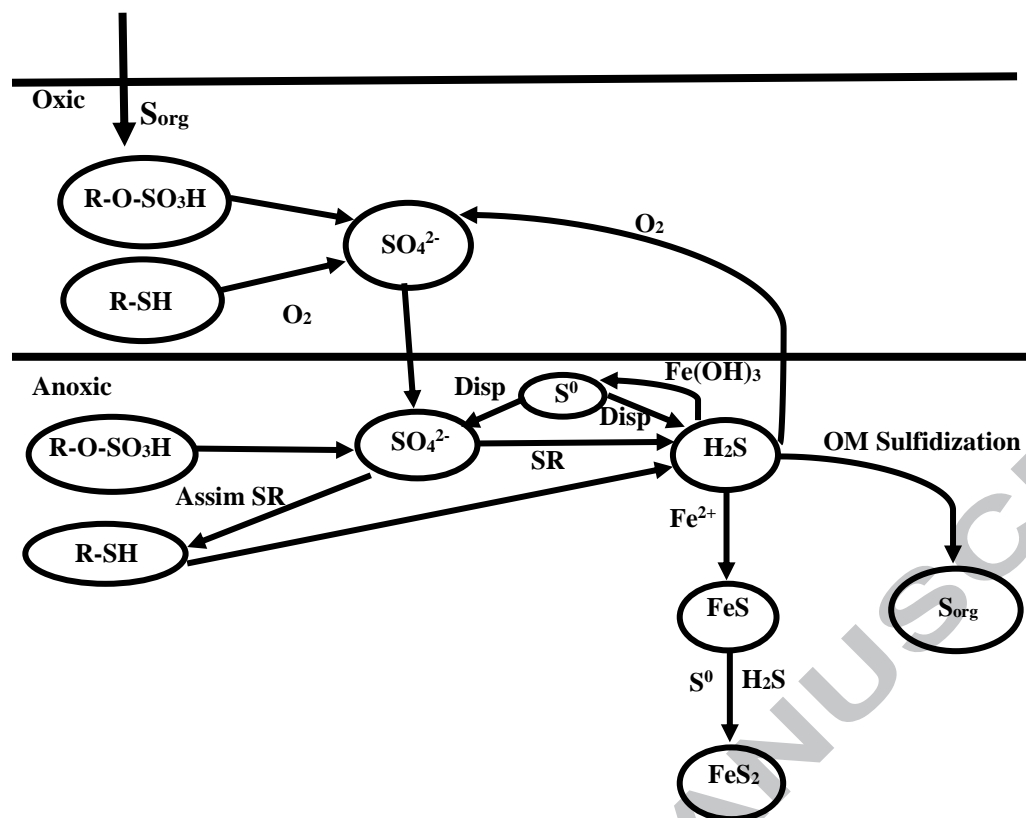 Oxic
Sorg
R-O-SO₃H
SO₄²⁻
O₂
R-SH
O₂
Anoxic
Fe(OH)₃
Disp
S⁰
Disp
R-O-SO₃H
SO₄²⁻
SR
H₂S
OM Sulfidization
Assim SR
Fe²⁺
R-SH
FeS
Sorg
S⁰
H₂S
FeS₂